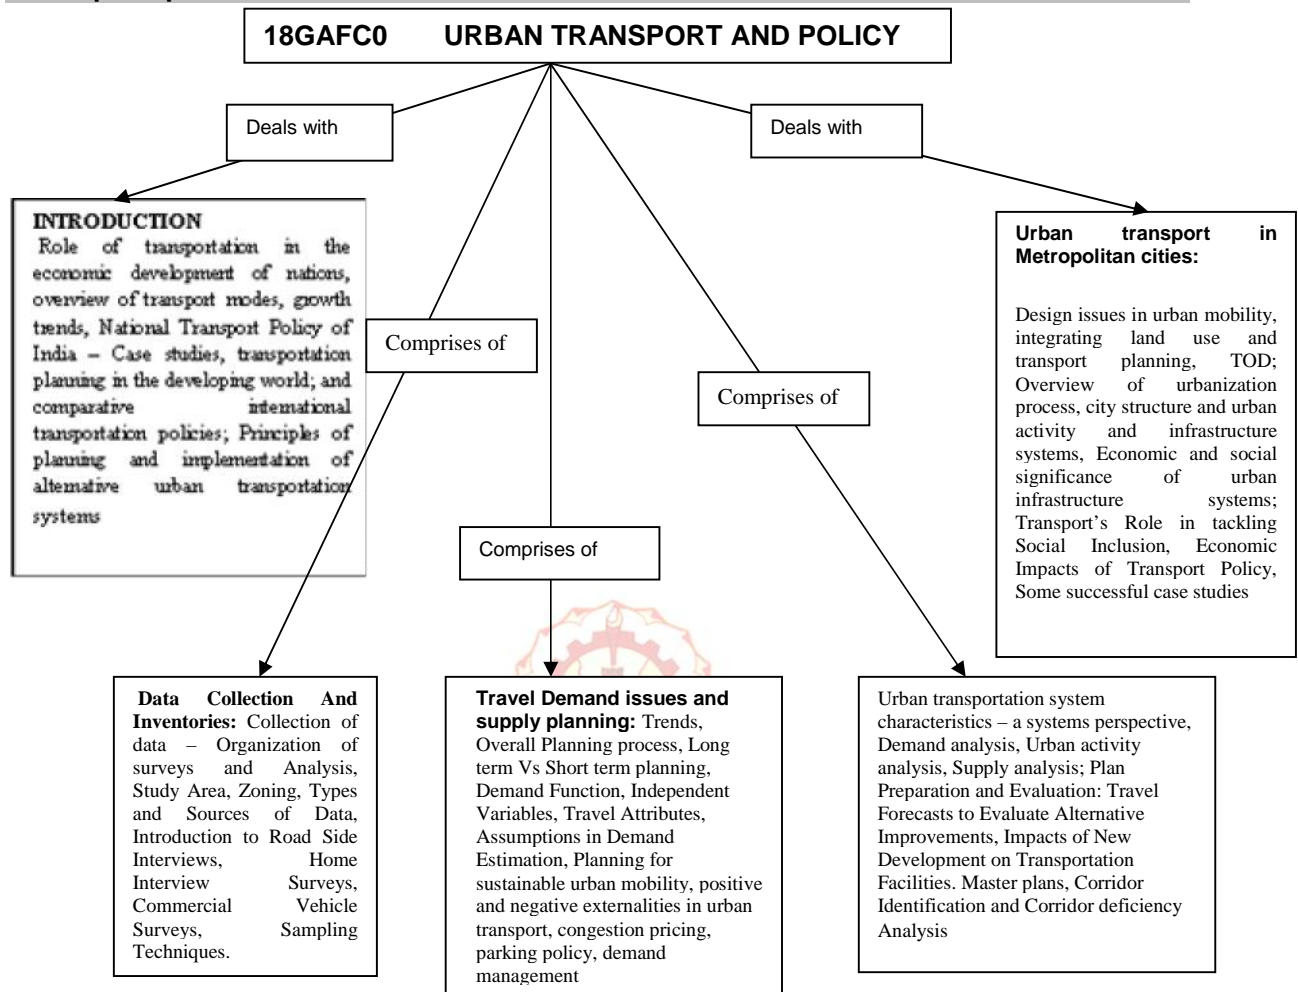 18GAFC0 URBAN TRANSPORT AND POLICY
Deals with
Deals with
INTRODUCTION
Role of transportation in the
economic development of nations,
overview of transport modes, growth
trends, National Transport Policy of
India – Case studies, transportation
planning in the developing world; and
comparative international
transportation policies; Principles of
planning and implementation of
alternative urban transportation
systems
Urban transport in
Metropolitan cities:
Design issues in urban mobility,
integrating land use and
transport planning, TOD;
Overview of urbanization
process, city structure and urban
activity and infrastructure
systems, Economic and social
significance of urban
infrastructure systems;
Transport’s Role in tackling
Social Inclusion, Economic
Impacts of Transport Policy,
Some successful case studies
Comprises of
Comprises of
Comprises of
Data Collection And
Inventories: Collection of
data – Organization of
surveys and Analysis,
Study Area, Zoning, Types
and Sources of Data,
Introduction to Road Side
Interviews, Home
Interview Surveys,
Commercial Vehicle
Surveys, Sampling
Techniques.
Travel Demand issues and
supply planning: Trends,
Overall Planning process, Long
term Vs Short term planning,
Demand Function, Independent
Variables, Travel Attributes,
Assumptions in Demand
Estimation, Planning for
sustainable urban mobility, positive
and negative externalities in urban
transport, congestion pricing,
parking policy, demand
management
Urban transportation system
characteristics – a systems perspective,
Demand analysis, Urban activity
analysis, Supply analysis; Plan
Preparation and Evaluation: Travel
Forecasts to Evaluate Alternative
Improvements, Impacts of New
Development on Transportation
Facilities. Master plans, Corridor
Identification and Corridor deficiency
Analysis